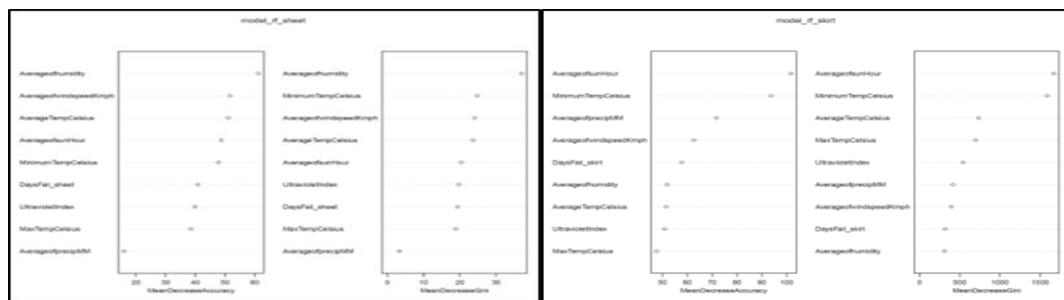 model_rf_sheet
Averageofhumidity
AverageofwindspeedKmph
AverageTempCelsius
AverageofsunHour
MinimumTempCelsius
DaysFail_sheet
UltravioletIndex
MaxTempCelsius
AverageofprecipMM
20 30 40 50 60
MeanDecreaseAccuracy
Averageofhumidity
MinimumTempCelsius
AverageofwindspeedKmph
AverageTempCelsius
AverageofsunHour
UltravioletIndex
DaysFail_sheet
MaxTempCelsius
AverageofprecipMM
0 10 20 30
MeanDecreaseGini
model_rf_skirt
AverageofsunHour
MinimumTempCelsius
AverageofprecipMM
AverageofwindspeedKmph
DaysFail_skirt
Averageofhumidity
AverageTempCelsius
UltravioletIndex
MaxTempCelsius
50 60 70 80 90 100
MeanDecreaseAccuracy
AverageofsunHour
MinimumTempCelsius
AverageTempCelsius
MaxTempCelsius
UltravioletIndex
AverageofprecipMM
AverageofwindspeedKmph
DaysFail_skirt
Averageofhumidity
0 500 1000 1500
MeanDecreaseGini